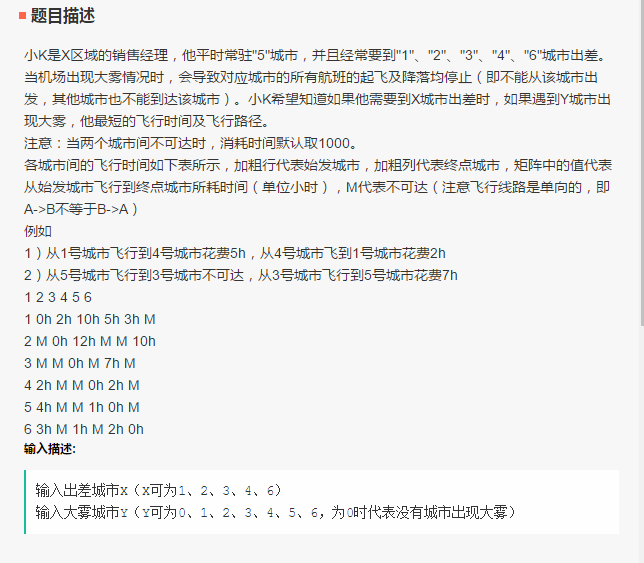 题目描述
小K是X区域的销售经理，他平时常驻"5"城市，并且经常要到"1"、"2"、"3"、"4"、"6"城市出差。
当机场出现大雾情况时，会导致对应城市的所有航班的起飞及降落均停止（即不能从该城市出
发，其他城市也不能到达该城市）。小K希望知道如果他需要到X城市出差时，如果遇到Y城市出
现大雾，他最短的飞行时间及飞行路径。
注意：当两个城市间不可达时，消耗时间默认取1000。
各城市间的飞行时间如下表所示，加粗行代表始发城市，加粗列代表终点城市，矩阵中的值代表
从始发城市飞行到终点城市所耗时间（单位小时），M代表不可达（注意飞行线路是单向的，即
A->B不等于B->A）
例如
1）从1号城市飞行到4号城市花费5h，从4号城市飞到1号城市花费2h
2）从5号城市飞行到3号城市不可达，从3号城市飞行到5号城市花费7h
1 2 3 4 5 6
1 0h 2h 10h 5h 3h M
2 M 0h 12h M M 10h
3 M M 0h M 7h M
4 2h M M 0h 2h M
5 4h M M 1h 0h M
6 3h M 1h M 2h 0h
输入描述:
输入出差城市X（X可为1、2、3、4、6）
输入大雾城市Y（Y可为0、1、2、3、4、5、6，为0时代表没有城市出现大雾）